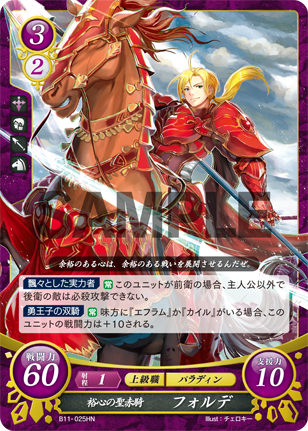 3
2
SAMPLE
余裕のある心は、余裕のある戦いを展開させるんだぜ。
飄々とした実力者 常 このユニットが前衛の場合、主人公以外で
後衛の敵は必殺攻撃できない。
勇王子の双騎 常 味方に『エフラム』か『カイル』がいる場合、この
ユニットの戦闘力は＋10される。
戦闘力 60
射程 1 上級職 パラディン
支援力 10
裕心の聖赤騎 フォルデ
B11-025HN
Illust：チェロキー